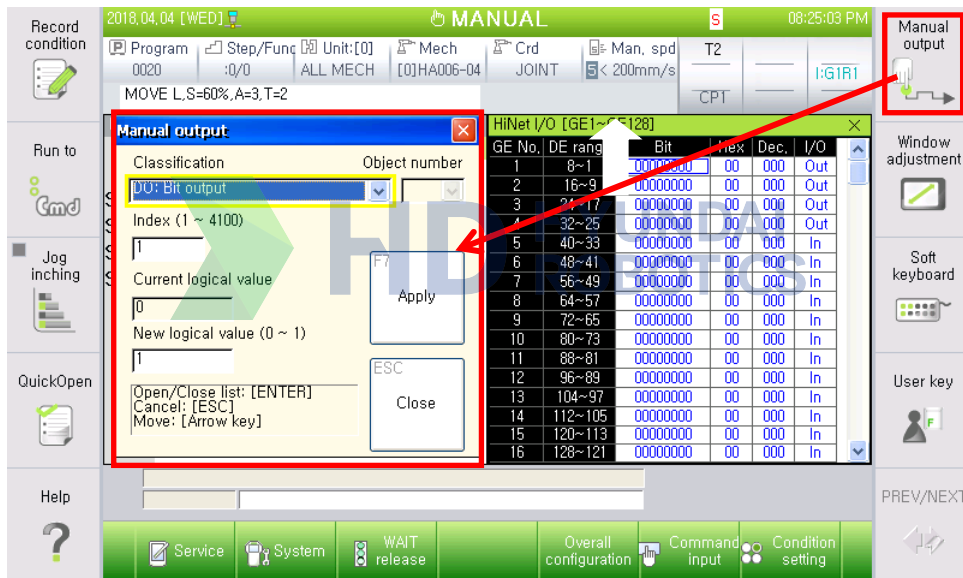 2018,04,04 [WED]
MANUAL
S
08:25:03 PM
Record
condition
Program
0020
Step/Func
:0/0
Unit:[0]
ALL MECH
Mech
[0]HA006-04
Crd
JOINT
Man, spd
5< 200mm/s
T2
CP1
I:G1R1
MOVE L,S=60%,A=3,T=2
Manual
output
Run to
Cmd
Jog
inching
QuickOpen
Help
Manual output
Classification
Object number
DO: Bit output
Index (1 ~ 4100)
1
Current logical value
0
New logical value (0 ~ 1)
1
F7
Apply
ESC
Close
Open/Close list: [ENTER]
Cancel: [ESC]
Move: [Arrow key]
HD HYUNDAI
ROBOTICS
HiNet I/O [GE1~GE128]
GE No, DE rang Bit Hex Dec, I/O
1 8~1 00000000 00 000 Out
2 16~9 00000000 00 000 Out
3 24~17 00000000 00 000 Out
4 32~25 00000000 00 000 Out
5 40~33 00000000 00 000 In
6 48~41 00000000 00 000 In
7 56~49 00000000 00 000 In
8 64~57 00000000 00 000 In
9 72~65 00000000 00 000 In
10 80~73 00000000 00 000 In
11 88~81 00000000 00 000 In
12 96~89 00000000 00 000 In
13 104~97 00000000 00 000 In
14 112~105 00000000 00 000 In
15 120~113 00000000 00 000 In
16 128~121 00000000 00 000 In
Window
adjustment
Soft
keyboard
User key
F
PREV/NEXT
Service
System
WAIT
release
Overall
configuration
Command
input
Condition
setting